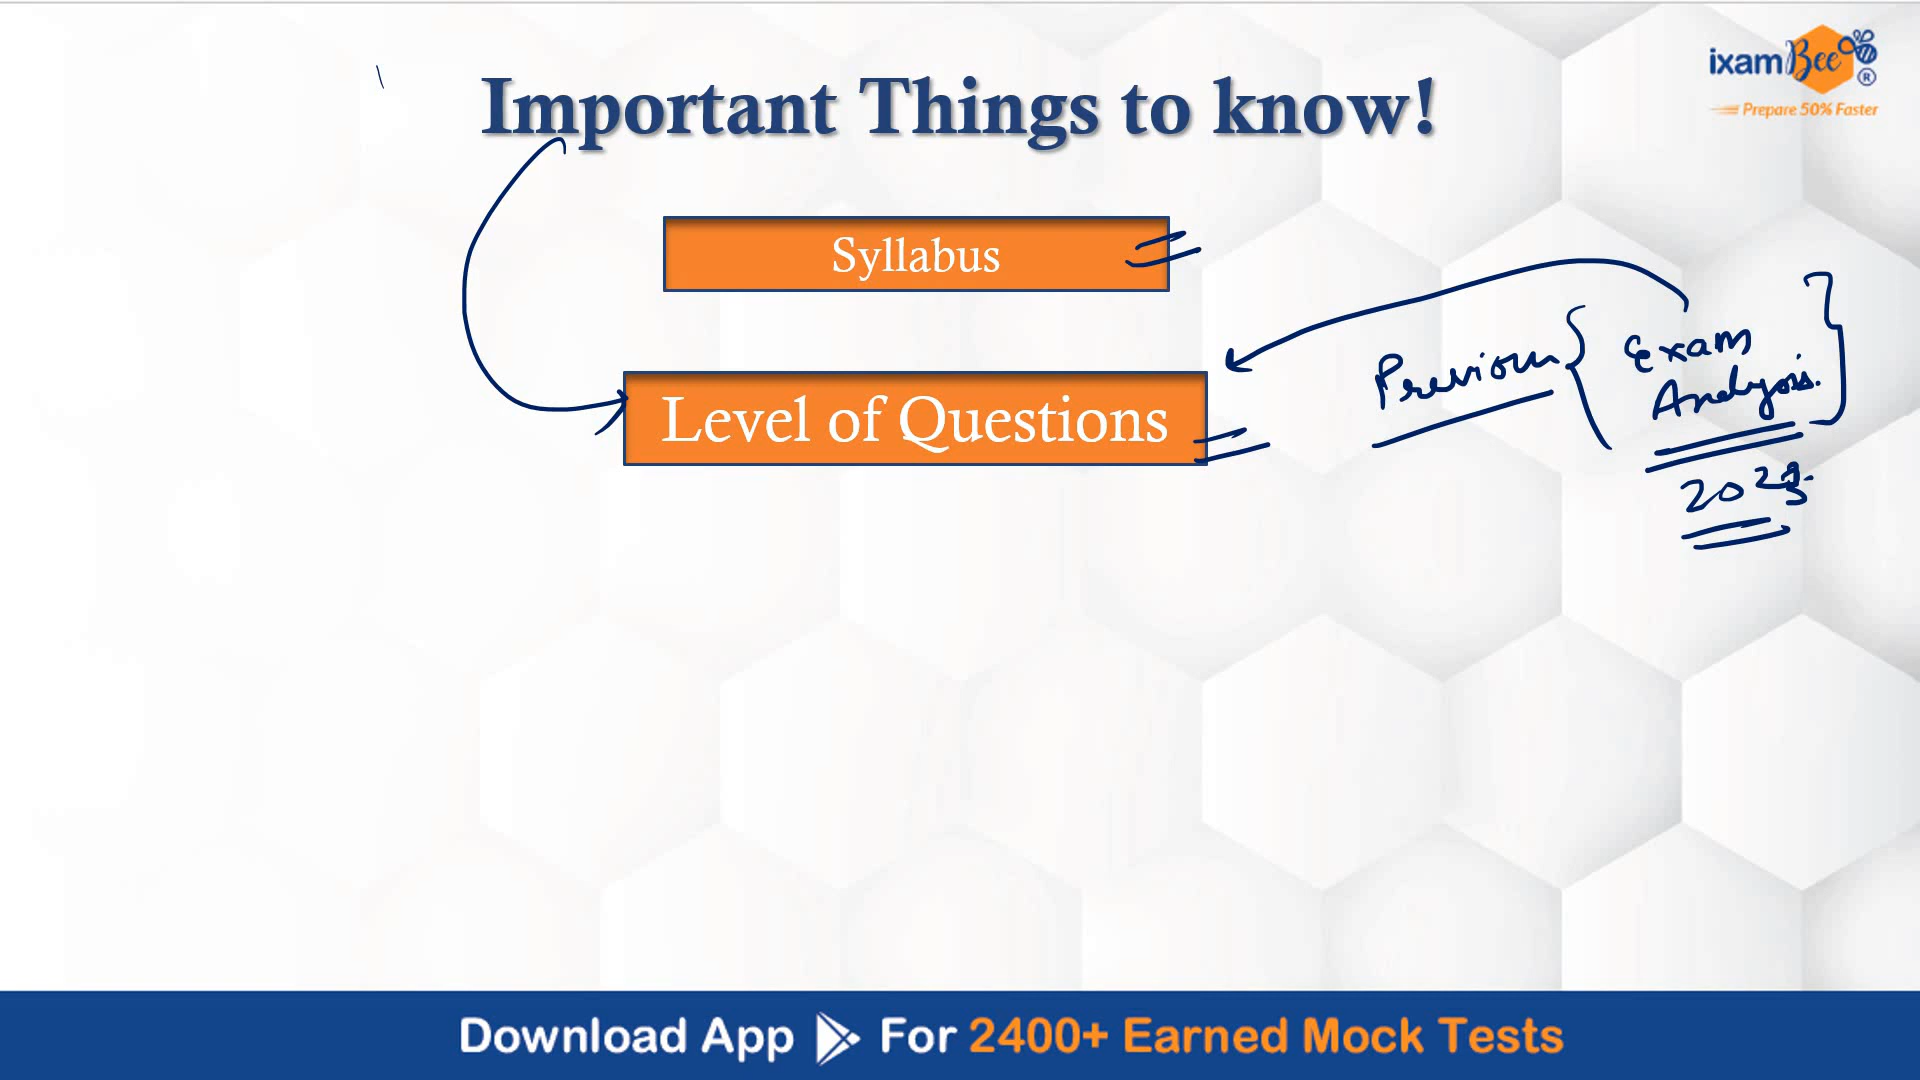 ixamBee
®
Prepare 50% Faster
Important Things to know!
Syllabus
Level of Questions
Previous
Exam
Analysis.
Download App For 2400+ Earned Mock Tests